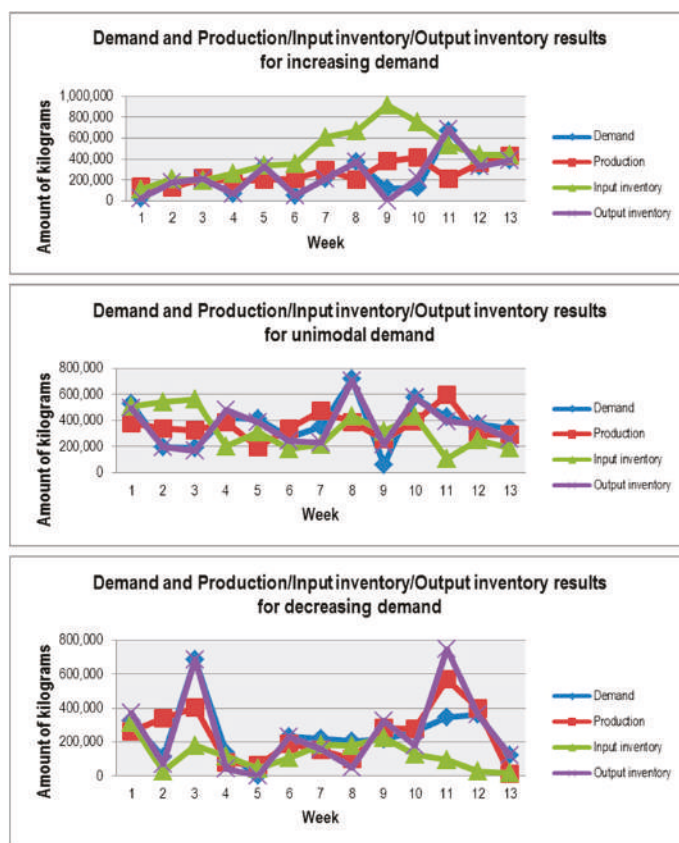 Demand and Production/Input inventory/Output inventory results
for increasing demand
Amount of kilograms
1,000,000
800,000
600,000
400,000
200,000
0
1 2 3 4 5 6 7 8 9 10 11 12 13
Week
Demand
Production
Input inventory
Output inventory
Demand and Production/Input inventory/Output inventory results
for unimodal demand
Amount of kilograms
800,000
600,000
400,000
200,000
0
1 2 3 4 5 6 7 8 9 10 11 12 13
Week
Demand
Production
Input inventory
Output inventory
Demand and Production/Input inventory/Output inventory results
for decreasing demand
Amount of kilograms
800,000
600,000
400,000
200,000
0
1 2 3 4 5 6 7 8 9 10 11 12 13
Week
Demand
Production
Input inventory
Output inventory